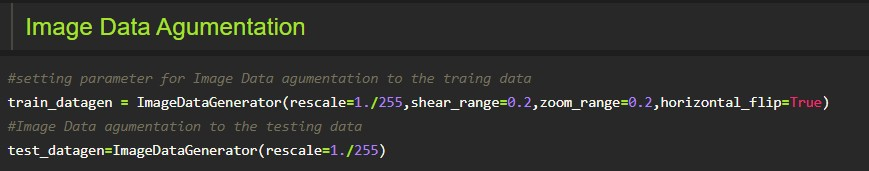 Image Data Agumentation
#setting parameter for Image Data agumentation to the traing data
train_datagen = ImageDataGenerator(rescale=1./255,shear_range=0.2,zoom_range=0.2,horizontal_flip=True)
#Image Data agumentation to the testing data
test_datagen=ImageDataGenerator(rescale=1./255)